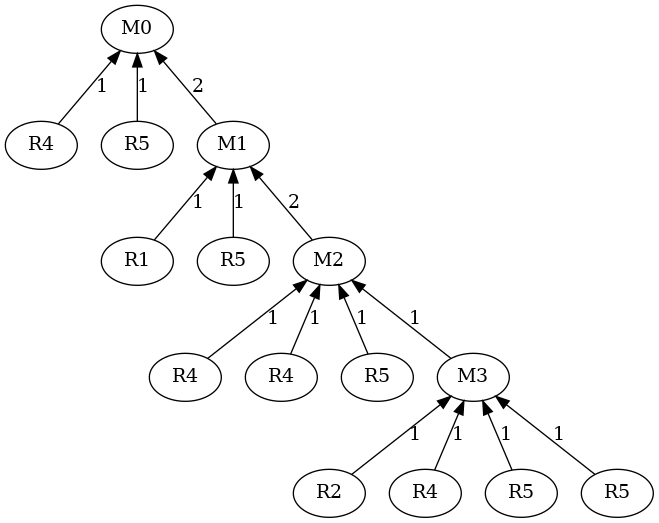 M0
1 1 2
R4 R5 M1
1 1 2
R1 R5 M2
1 1 1 1
R4 R4 R5 M3
1 1 1 1
R2 R4 R5 R5